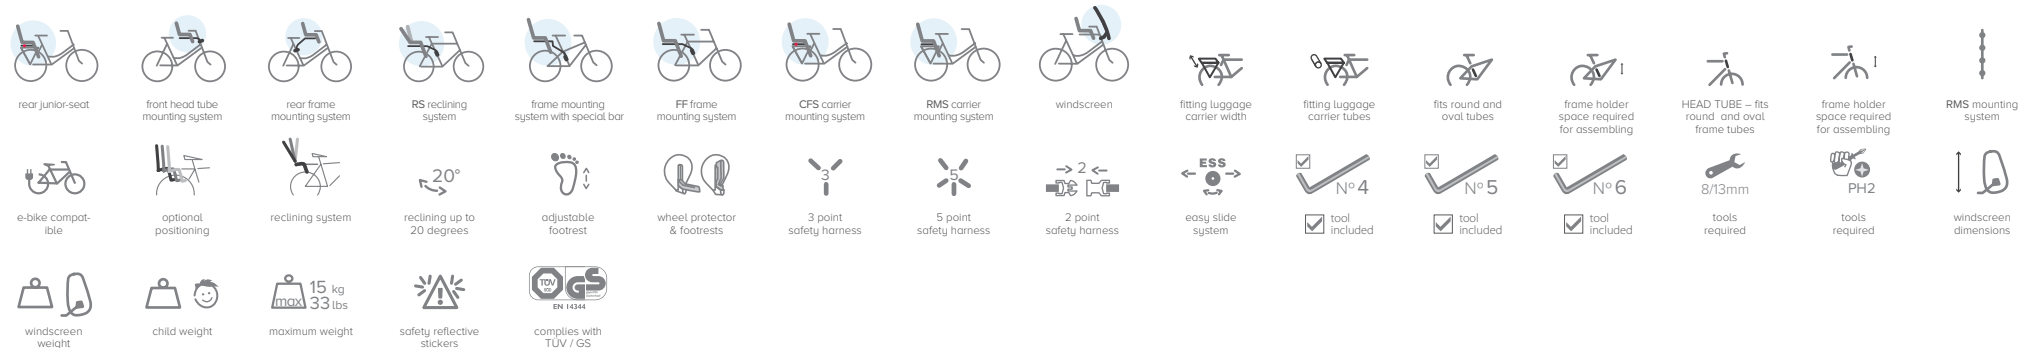 rear junior-seat
front head tube
mounting system
rear frame
mounting system
RS reclining
system
frame mounting
system with special bar
FF frame
mounting system
CFS carrier
mounting system
RMS carrier
mounting system
windscreen
fitting luggage
carrier width
fitting luggage
carrier tubes
fits round and
oval tubes
frame holder
space required
for assembling
HEAD TUBE – fits
round and oval
frame tubes
frame holder
space required
for assembling
RMS mounting
system
e-bike compat-
ible
optional
positioning
reclining system
20°
reclining up to
20 degrees
adjustable
footrest
wheel protector
& footrests
3
3 point
safety harness
5
5 point
safety harness
2
2 point
safety harness
ESS
easy slide
system
Nº 4
tool
included
Nº 5
tool
included
Nº 6
tool
included
8/13mm
tools
required
PH2
tools
required
windscreen
dimensions
windscreen
weight
child weight
max
15 kg
33 lbs
maximum weight
safety reflective
stickers
TÜV
GS
EN 14344
complies with
TÜV / GS